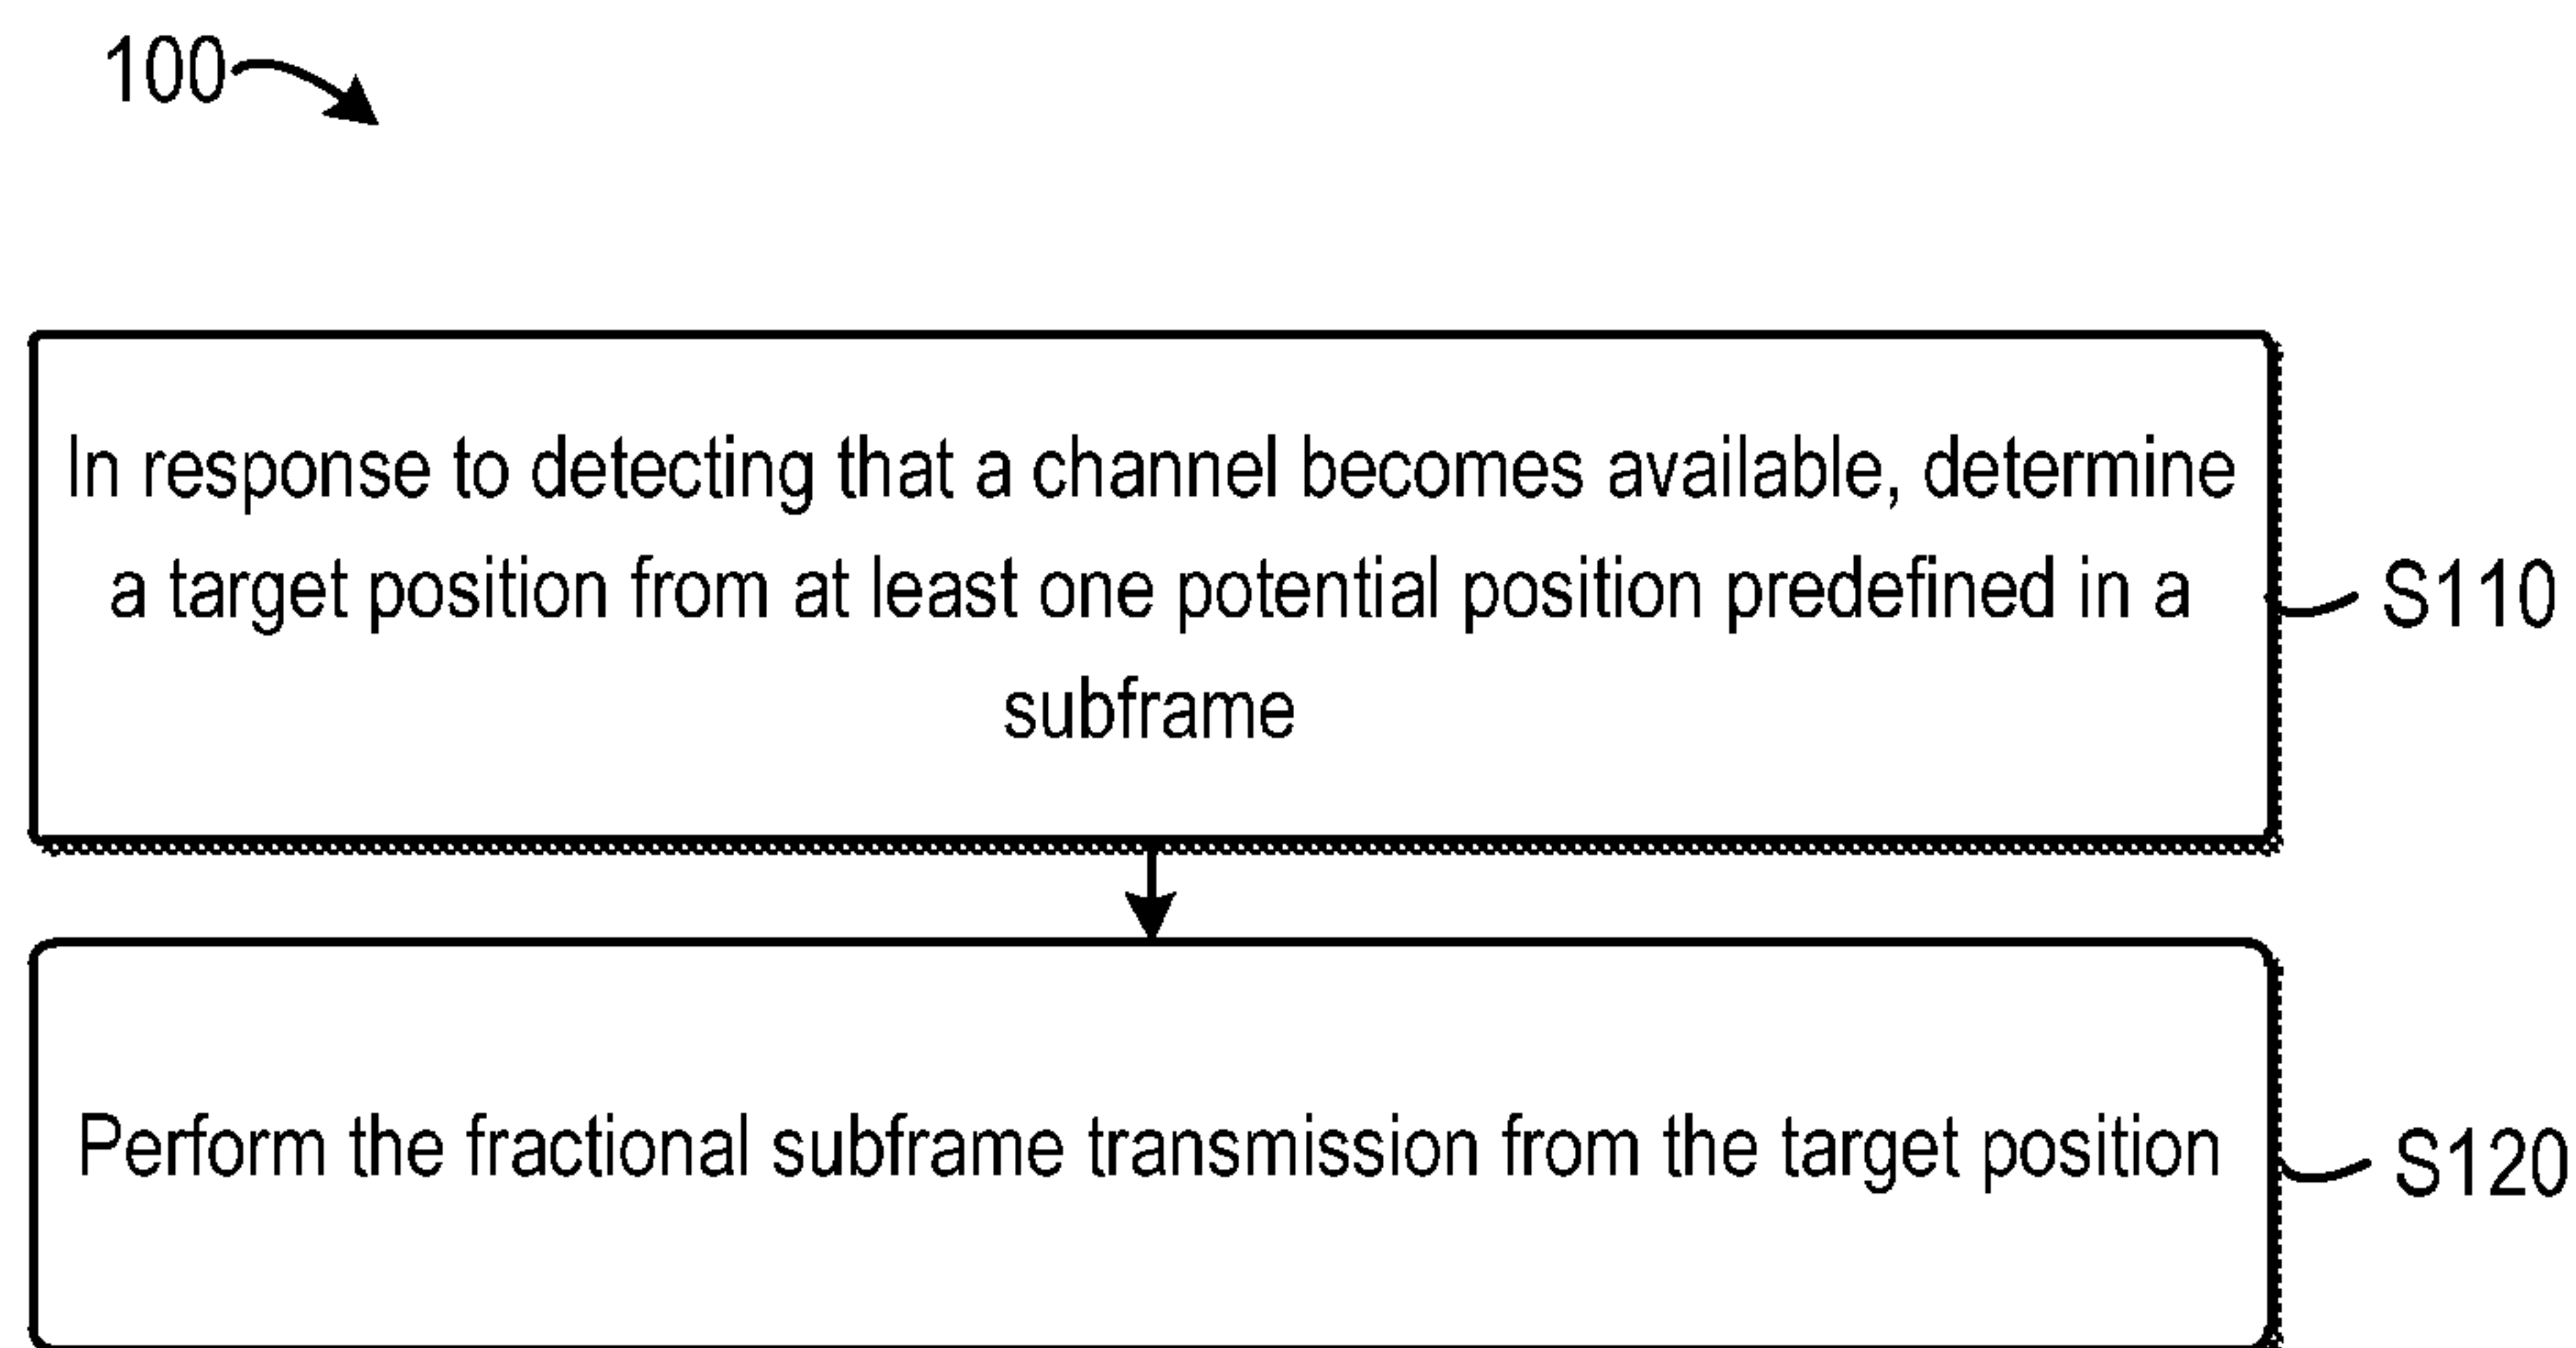 100
In response to detecting that a channel becomes available, determine
a target position from at least one potential position predefined in a
subframe
S110
Perform the fractional subframe transmission from the target position
S120